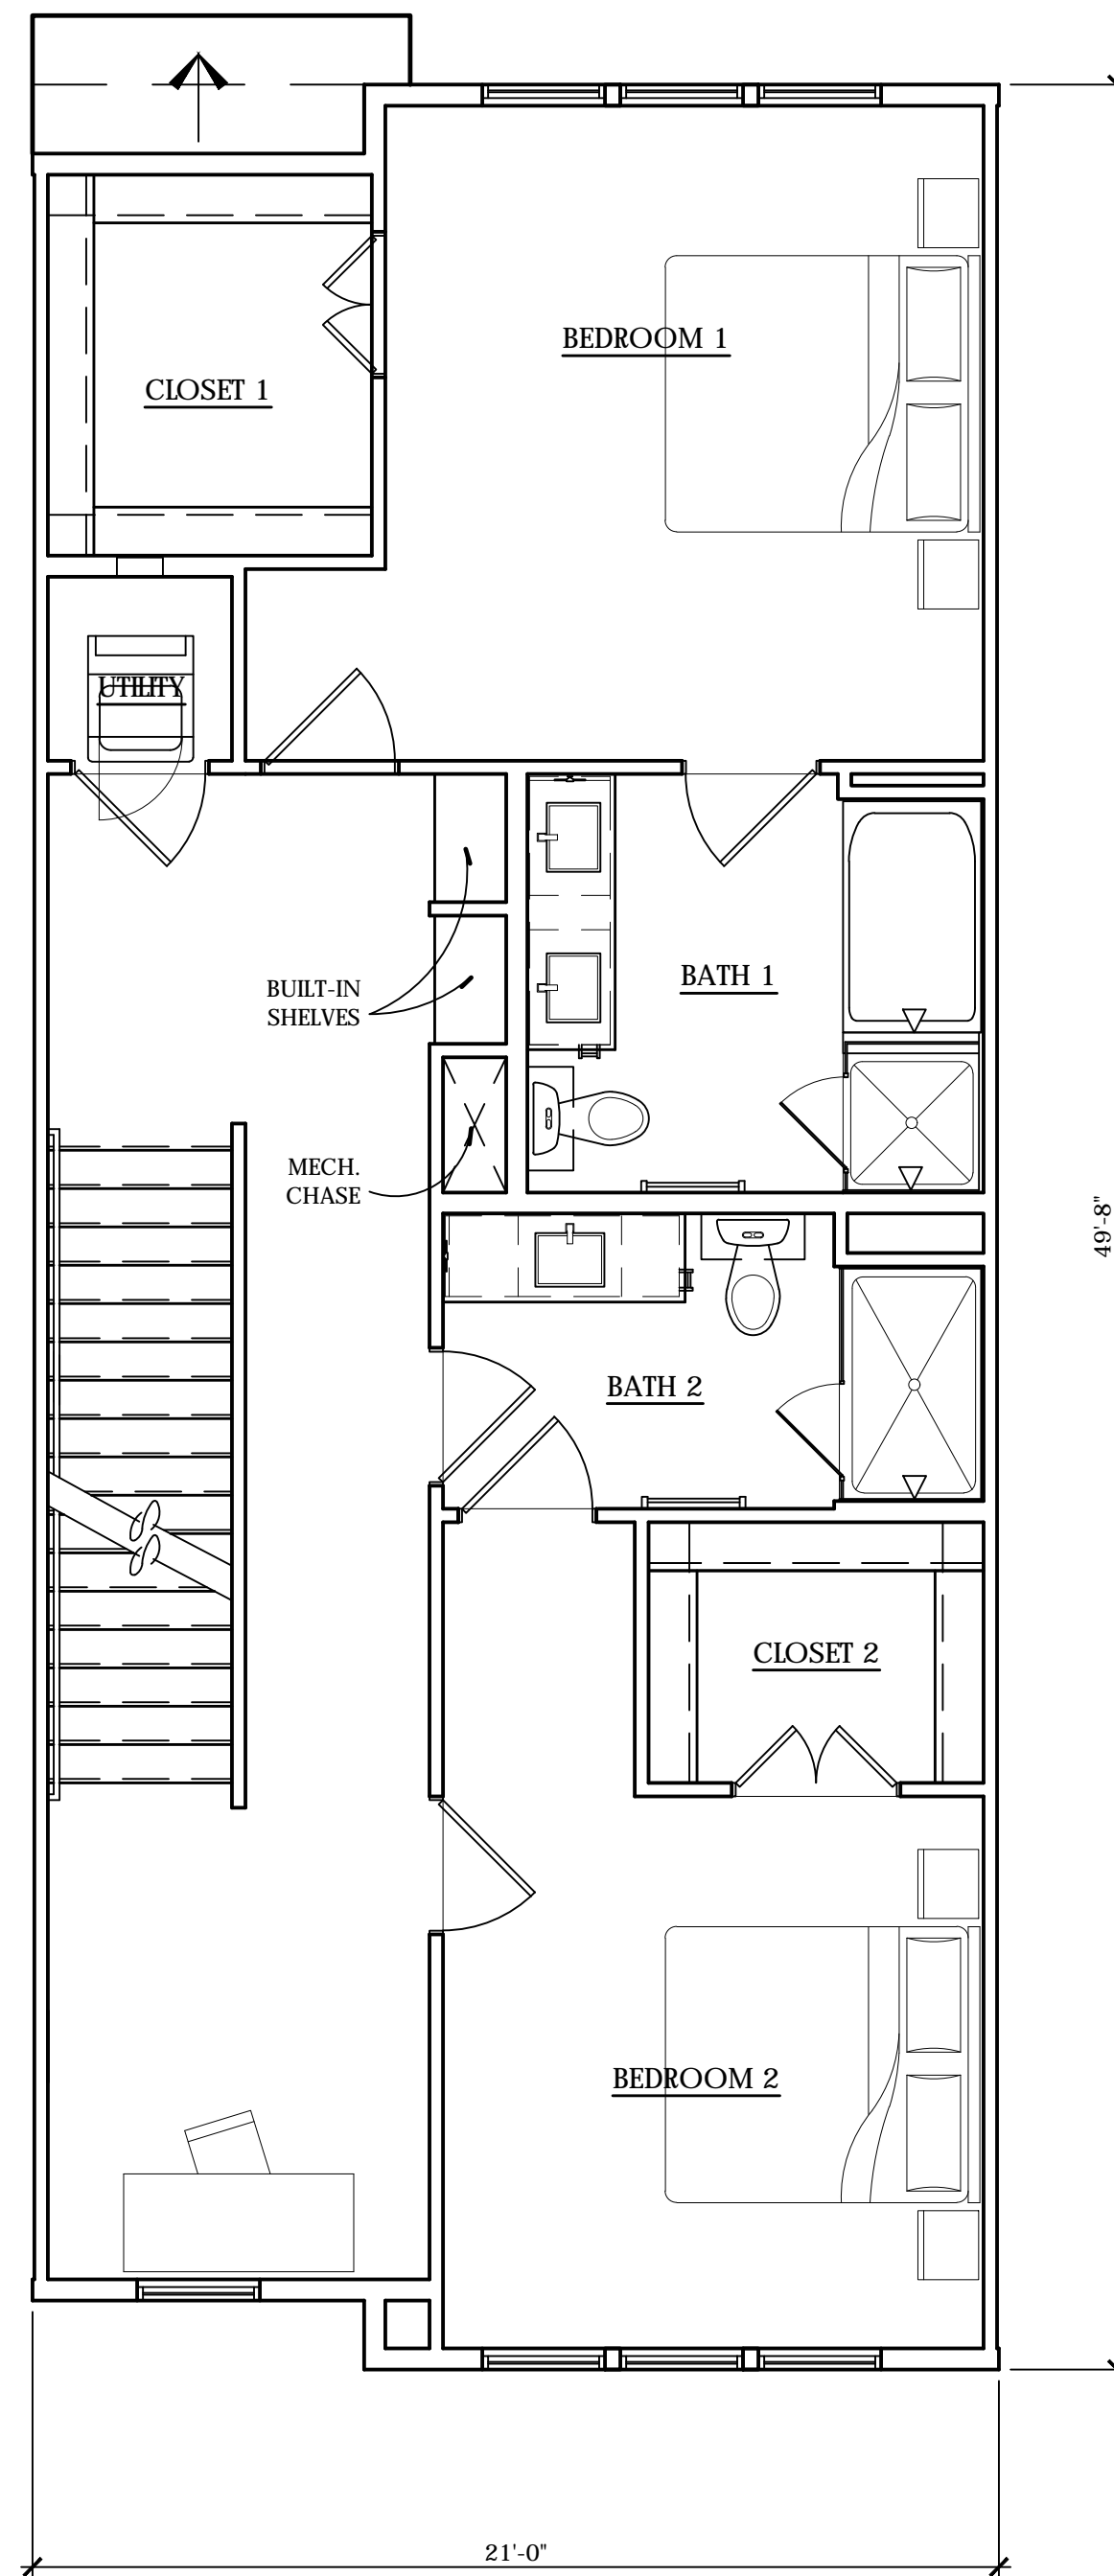 BEDROOM 1
CLOSET 1
UTILITY
BUILT-IN
SHELVES
BATH 1
MECH.
CHASE
49'-8"
BATH 2
CLOSET 2
BEDROOM 2
21'-0"